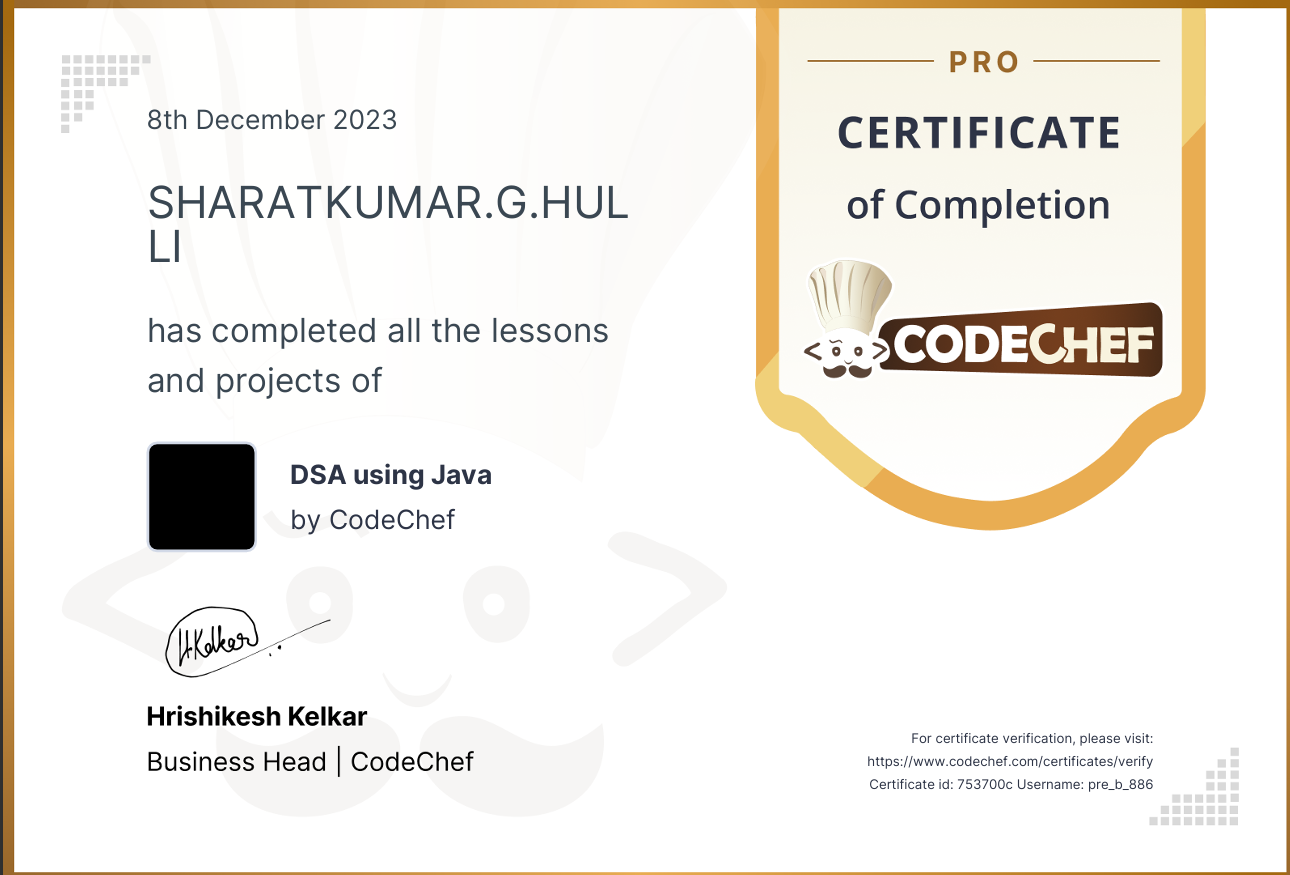 8th December 2023
SHARATKUMAR.G.HUL
LI
has completed all the lessons
and projects of
DSA using Java
by CodeChef
H.Kelkar
Hrishikesh Kelkar
Business Head | CodeChef
PRO
CERTIFICATE
of Completion
CODECHEF
For certificate verification, please visit:
https://www.codechef.com/certificates/verify
Certificate id: 753700c Username: pre_b_886